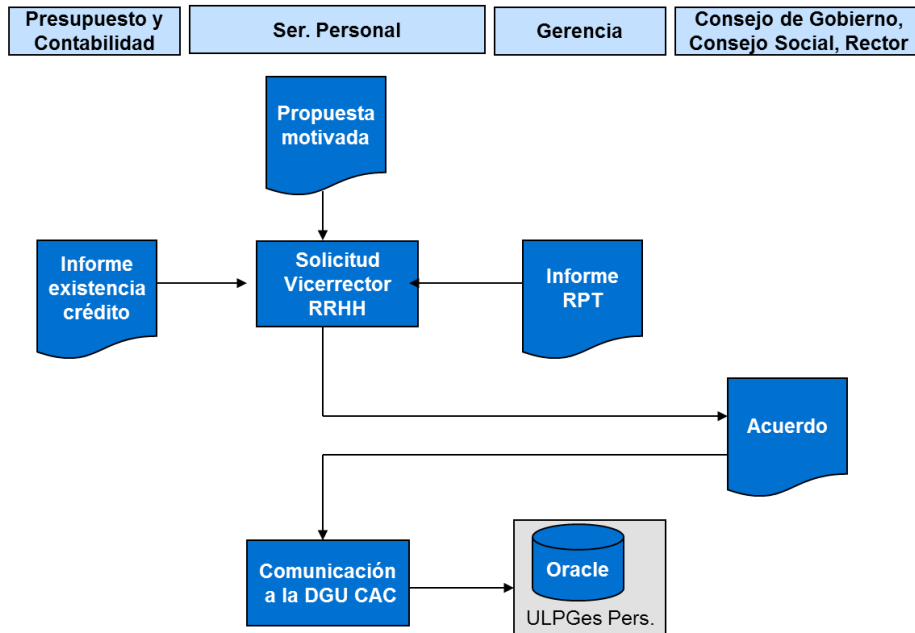 Presupuesto y
Contabilidad
Ser. Personal
Gerencia
Consejo de Gobierno,
Consejo Social, Rector
Propuesta
motivada
Informe
existencia
crédito
Solicitud
Vicerrector
RRHH
Informe
RPT
Acuerdo
Comunicación
a la DGU CAC
Oracle
ULPGes Pers.